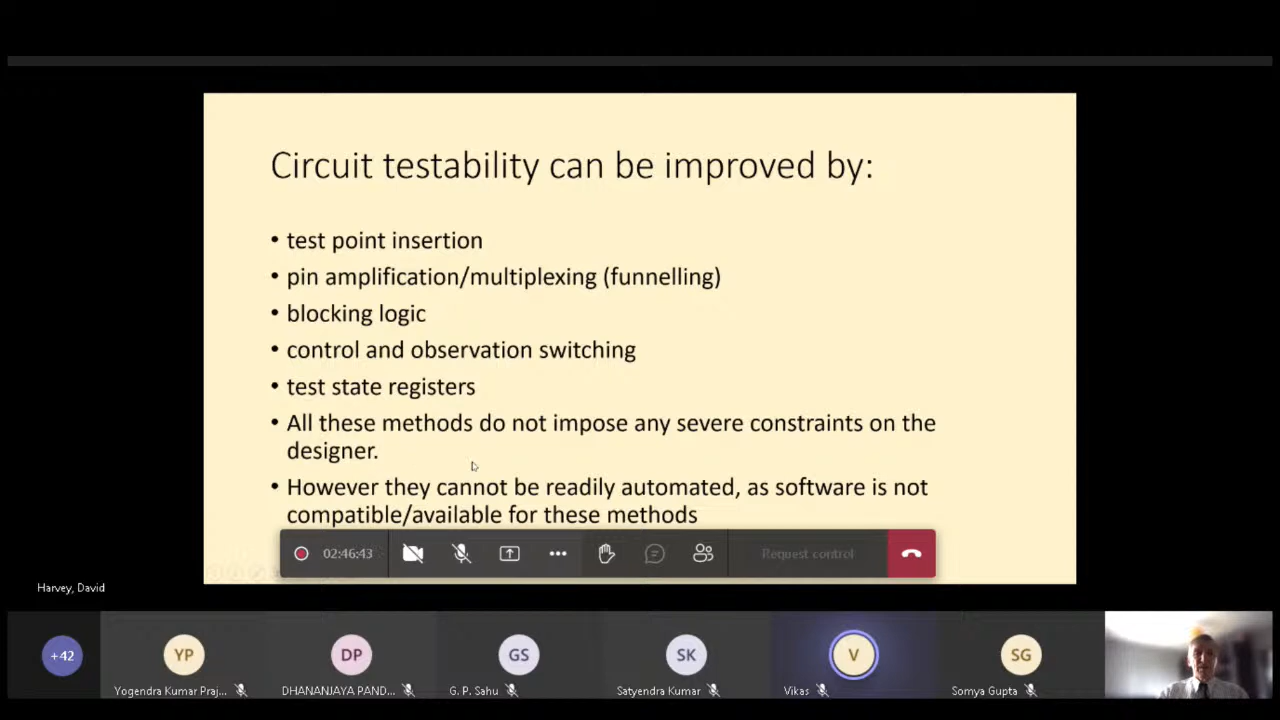 Circuit testability can be improved by:
• test point insertion
• pin amplification/multiplexing (funnelling)
• blocking logic
• control and observation switching
• test state registers
• All these methods do not impose any severe constraints on the
designer.
• However they cannot be readily automated, as software is not
compatible/available for these methods
02:46:43
Request control
Harvey, David
+42
YP
DP
GS
SK
V
SG
Yogendra Kumar Praj...
DHANANJAYA PAND...
G. P. Sahu
Satyendra Kumar
Vikas
Somya Gupta